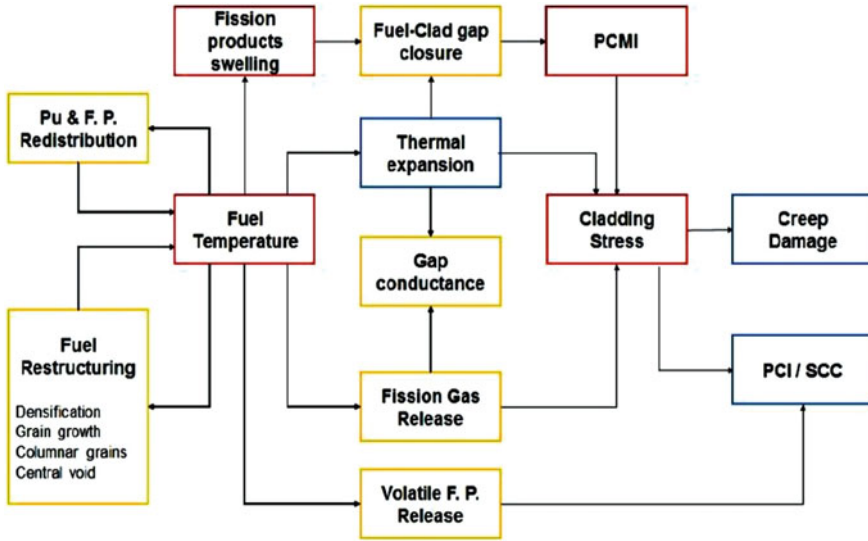 Fission
products
swelling
Fuel-Clad gap
closure
PCMI
Pu & F. P.
Redistribution
Thermal
expansion
Fuel
Temperature
Cladding
Stress
Creep
Damage
Gap
conductance
Fuel
Restructuring
Densification
Grain growth
Columnar grains
Central void
Fission Gas
Release
PCI / SCC
Volatile F. P.
Release